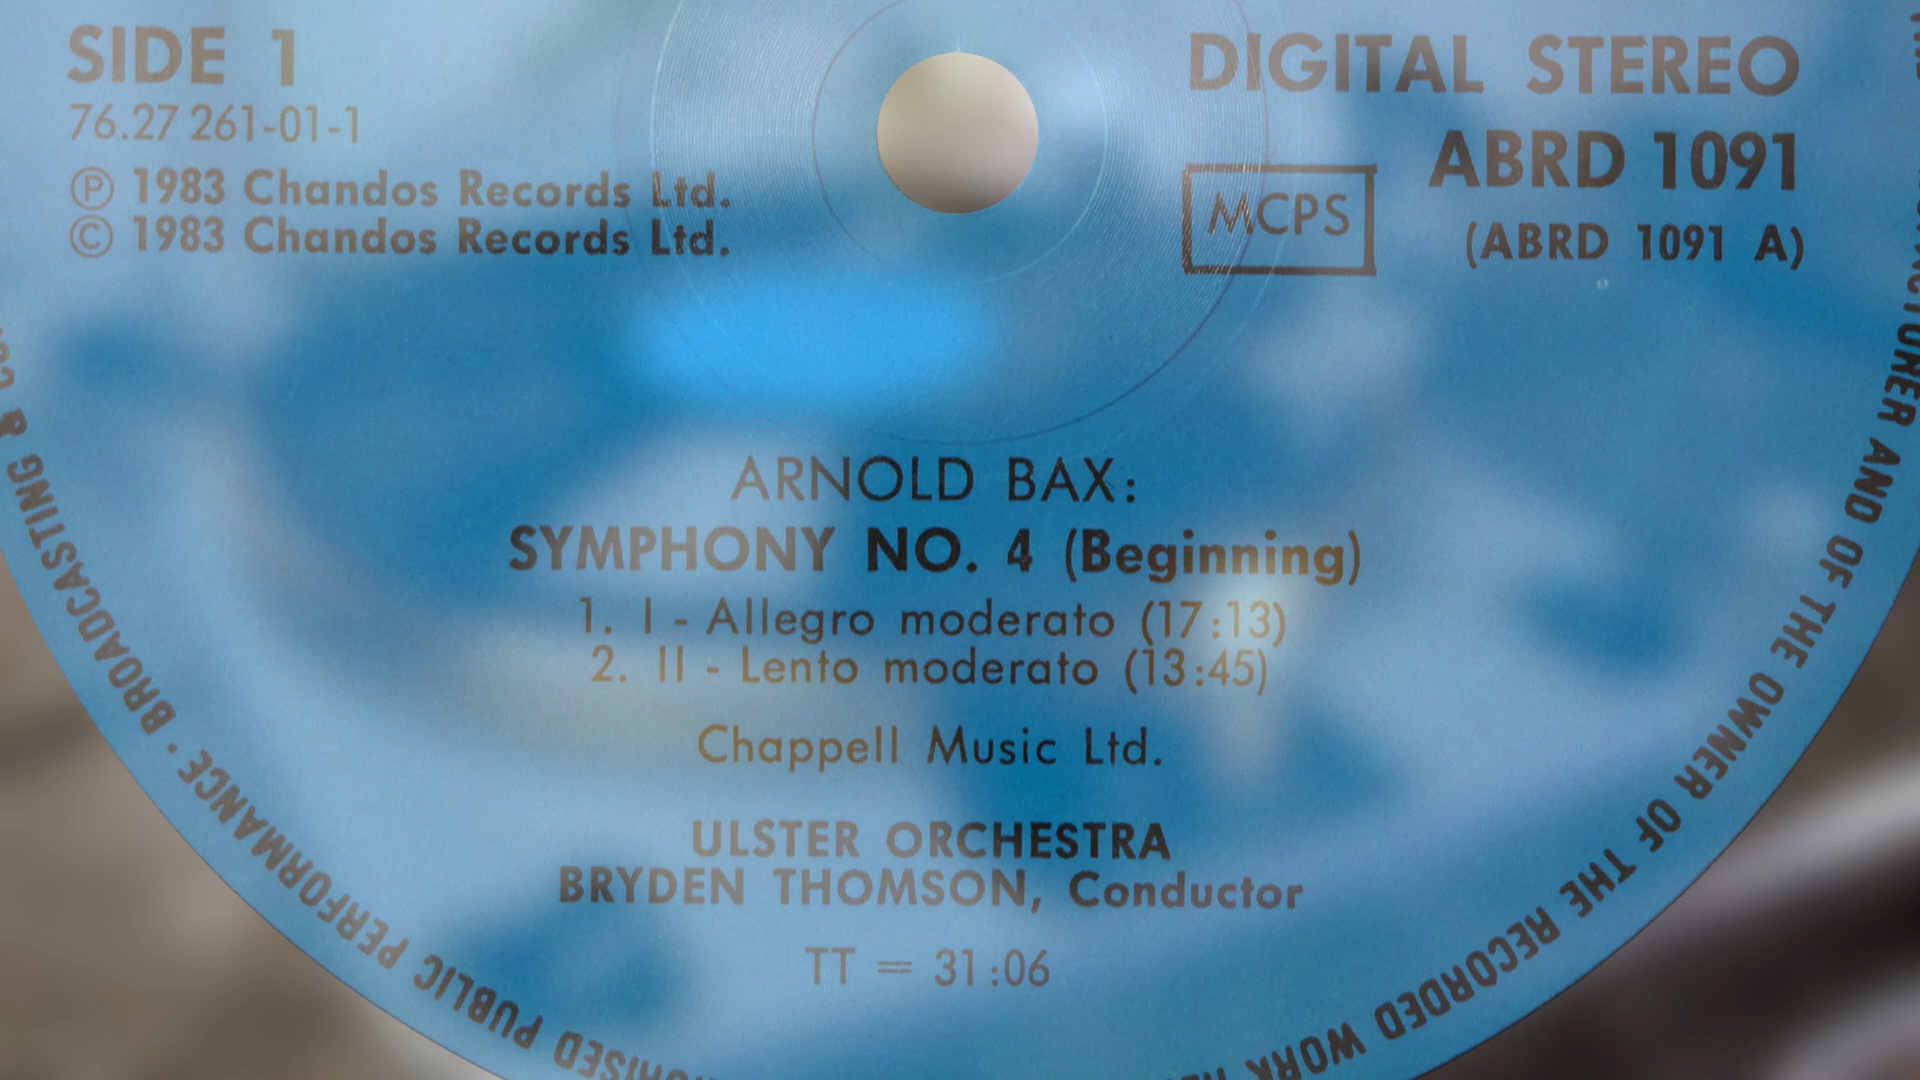 SIDE 1
76.27 261-01-1
Ⓟ 1983 Chandos Records Ltd.
© 1983 Chandos Records Ltd.
DIGITAL STEREO
ABRD 1091
MCPS
(ABRD 1091 A)
ARNOLD BAX:
SYMPHONY NO. 4 (Beginning)
1. I - Allegro moderato (17:13)
2. II - Lento moderato (13:45)
Chappell Music Ltd.
ULSTER ORCHESTRA
BRYDEN THOMSON, Conductor
TT = 31:06
AND OF THE OWNER OF THE RECORDED WORK
PUBLIC PERFORMANCE · BROADCASTING &